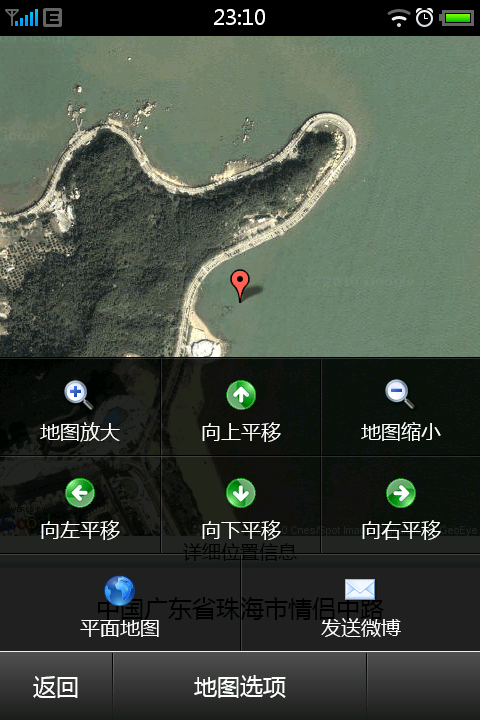 23:10
地图放大
向上平移
地图缩小
向左平移
向下平移
向右平移
详细位置信息
中国广东省珠海市情侣中路
平面地图
发送微博
返回
地图选项